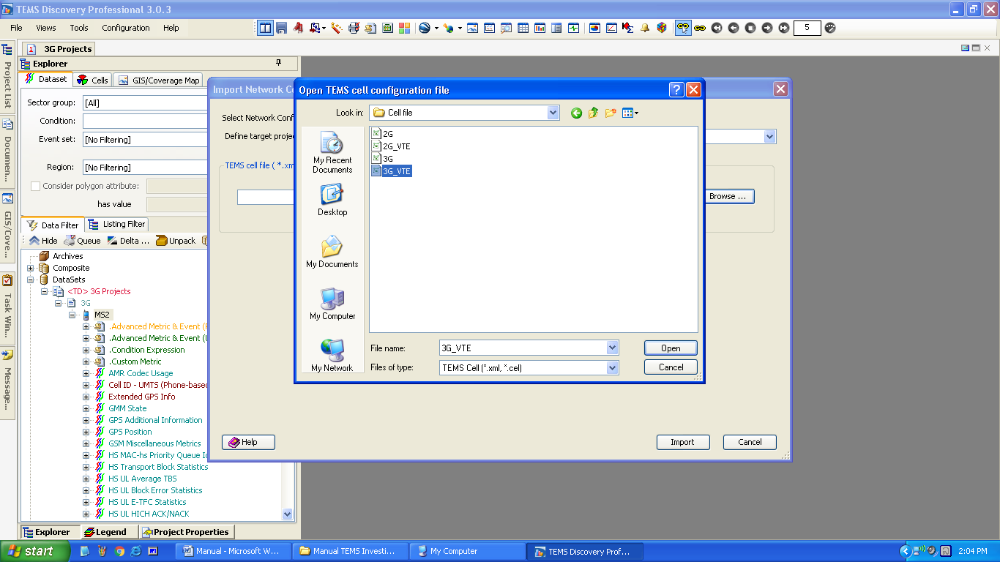 TEMS Discovery Professional 3.0.3
File Views Tools Configuration Help
5
3G Projects
Explorer
Dataset Cells GIS/Coverage Map
Sector group: [All]
Condition:
Event set: [No Filtering]
Region: [No Filtering]
Consider polygon attribute:
has value
Data Filter Listing Filter
Hide Queue Delta ... Unpack
Archives
Composite
DataSets
<TD> 3G Projects
3G
MS2
.Advanced Metric & Event (
.Advanced Metric & Event (
.Condition Expression
.Custom Metric
AMR Codec Usage
Cell ID - UMTS (Phone-based
Extended GPS Info
GMM State
GPS Additional Information
GPS Position
GSM Miscellaneous Metrics
HS MAC-hs Priority Queue
HS Transport Block Statistics
HS UL Average TBS
HS UL Block Error Statistics
HS UL E-TFC Statistics
HS UL HICH ACK/NACK
Explorer Legend Project Properties
Project List
Documen...
GIS/Cove...
Task Win...
Message...
Import Network C
Select Network Conf
Define target projec
TEMS cell file ( *.xm
Browse ...
Help
Import
Cancel
Open TEMS cell configuration file
Look in: Cell file
My Recent
Documents
Desktop
My Documents
My Computer
My Network
2G
2G_VTE
3G
3G_VTE
File name: 3G_VTE
Open
Files of type: TEMS Cell (*.xml, *.cel)
Cancel
start
Manual - Microsoft W...
Manual TEMS Investi...
My Computer
TEMS Discovery Prof...
2:04 PM